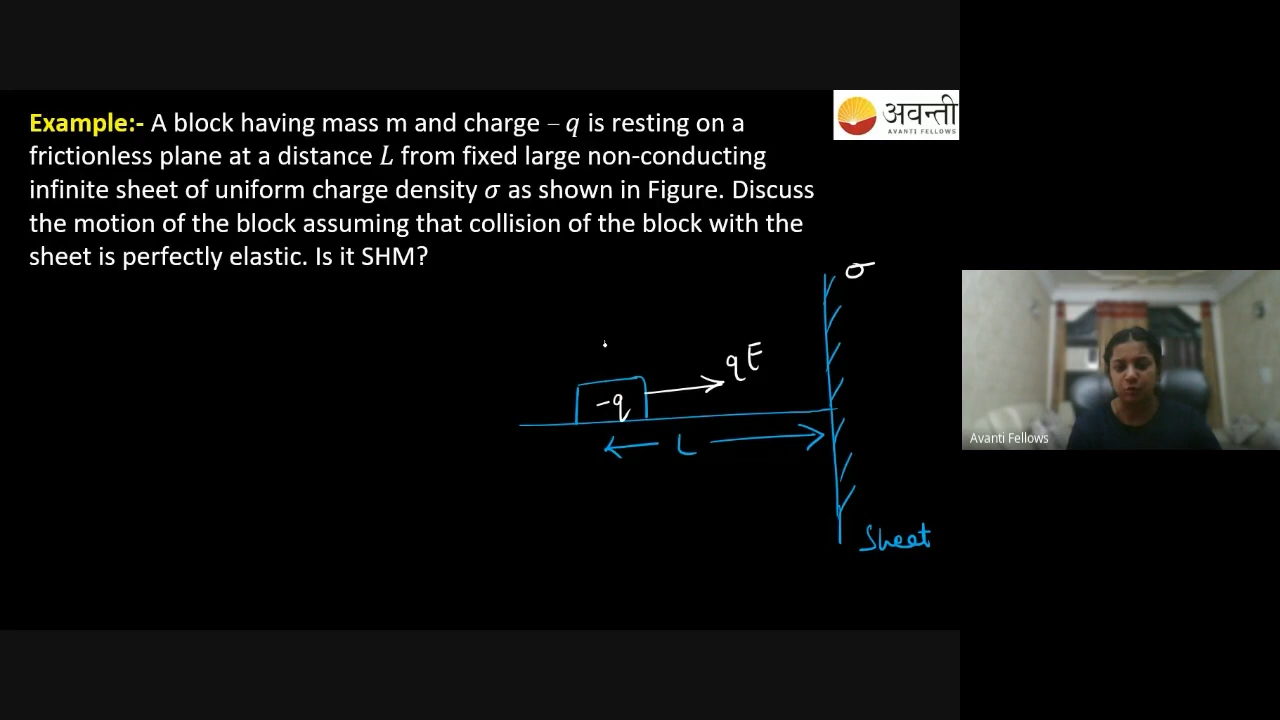 अवन्ती
AVANTI FELLOWS
Example:- A block having mass m and charge – q is resting on a
frictionless plane at a distance L from fixed large non-conducting
infinite sheet of uniform charge density σ as shown in Figure. Discuss
the motion of the block assuming that collision of the block with the
sheet is perfectly elastic. Is it SHM?
σ
qE
-q
L
Sheet
Avanti Fellows